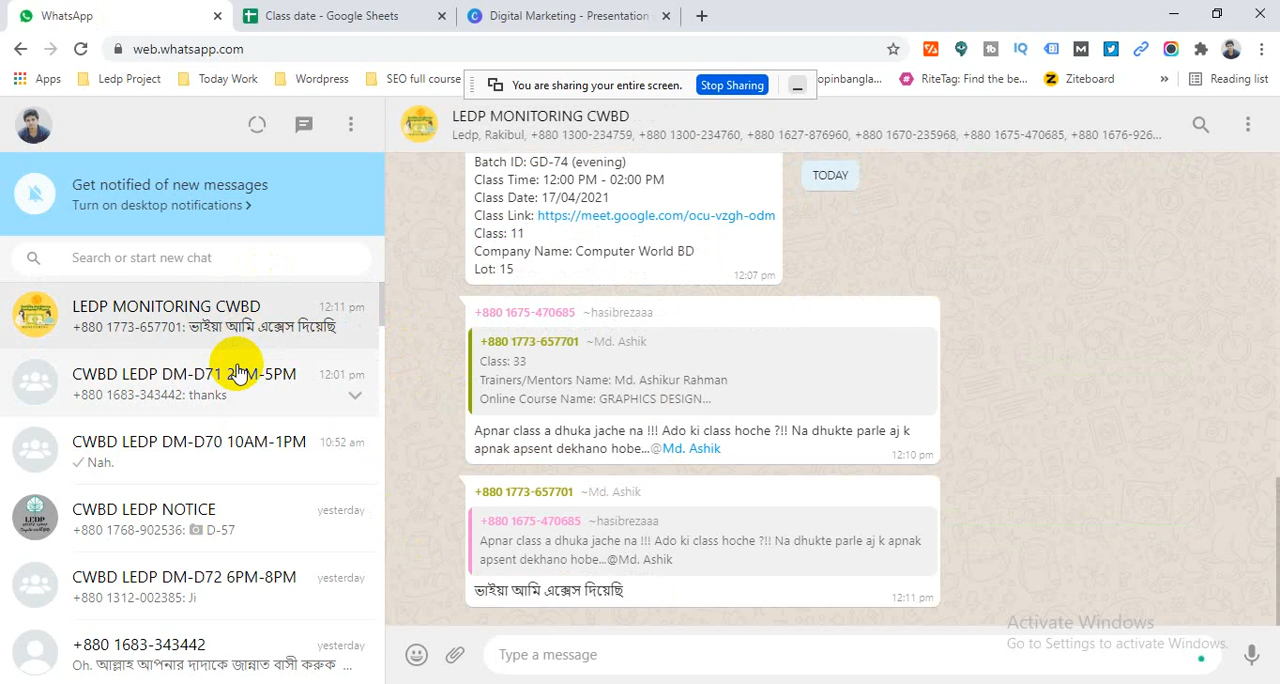 WhatsApp
Class date - Google Sheets
Digital Marketing - Presentation
web.whatsapp.com
Apps
Ledp Project
Today Work
Wordpress
SEO full course
You are sharing your entire screen.
Stop Sharing
opinbangla...
RiteTag: Find the be...
Ziteboard
Reading list
LEDP MONITORING CWBD
Ledp, Rakibul, +880 1300-234759, +880 1300-234760, +880 1627-876960, +880 1670-235968, +880 1675-470685, +880 1676-926...
Get notified of new messages
Turn on desktop notifications >
Search or start new chat
LEDP MONITORING CWBD
12:11 pm
+880 1773-657701: ভাইয়া আমি এক্সেস দিয়েছি
CWBD LEDP DM-D71 2PM-5PM
12:01 pm
+880 1683-343442: thanks
CWBD LEDP DM-D70 10AM-1PM
10:52 am
Nah.
CWBD LEDP NOTICE
yesterday
+880 1768-902536: D-57
CWBD LEDP DM-D72 6PM-8PM
yesterday
+880 1312-002385: Ji
+880 1683-343442
yesterday
Oh. আল্লাহ আপনার দাদাকে জান্নাত বাসী করুক ...
Batch ID: GD-74 (evening)
TODAY
Class Time: 12:00 PM - 02:00 PM
Class Date: 17/04/2021
Class Link: https://meet.google.com/ocu-vzgh-odm
Class: 11
Company Name: Computer World BD
Lot: 15
12:07 pm
+880 1675-470685 ~hasibrezaaa
+880 1773-657701 ~Md. Ashik
Class: 33
Trainers/Mentors Name: Md. Ashikur Rahman
Online Course Name: GRAPHICS DESIGN...
Apnar class a dhuka jache na !!! Ado ki class hoche ?!! Na dhukte parle aj k
apnak apsent dekhano hobe...@Md. Ashik
12:10 pm
+880 1773-657701 ~Md. Ashik
+880 1675-470685 ~hasibrezaaa
Apnar class a dhuka jache na !!! Ado ki class hoche ?!! Na dhukte parle aj k apnak
apsent dekhano hobe...@Md. Ashik
ভাইয়া আমি এক্সেস দিয়েছি
12:11 pm
Type a message
Activate Windows
Go to Settings to activate Windows.